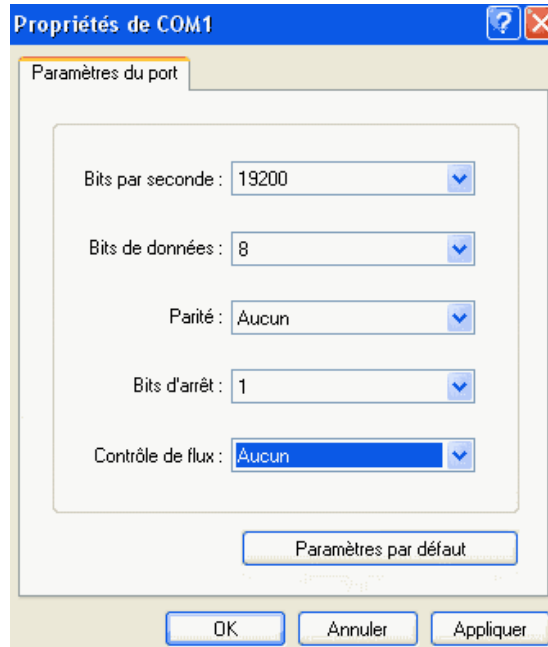 Propriétés de COM1
Paramètres du port
Bits par seconde : 19200
Bits de données : 8
Parité : Aucun
Bits d'arrêt : 1
Contrôle de flux : Aucun
Paramètres par défaut
OK Annuler Appliquer